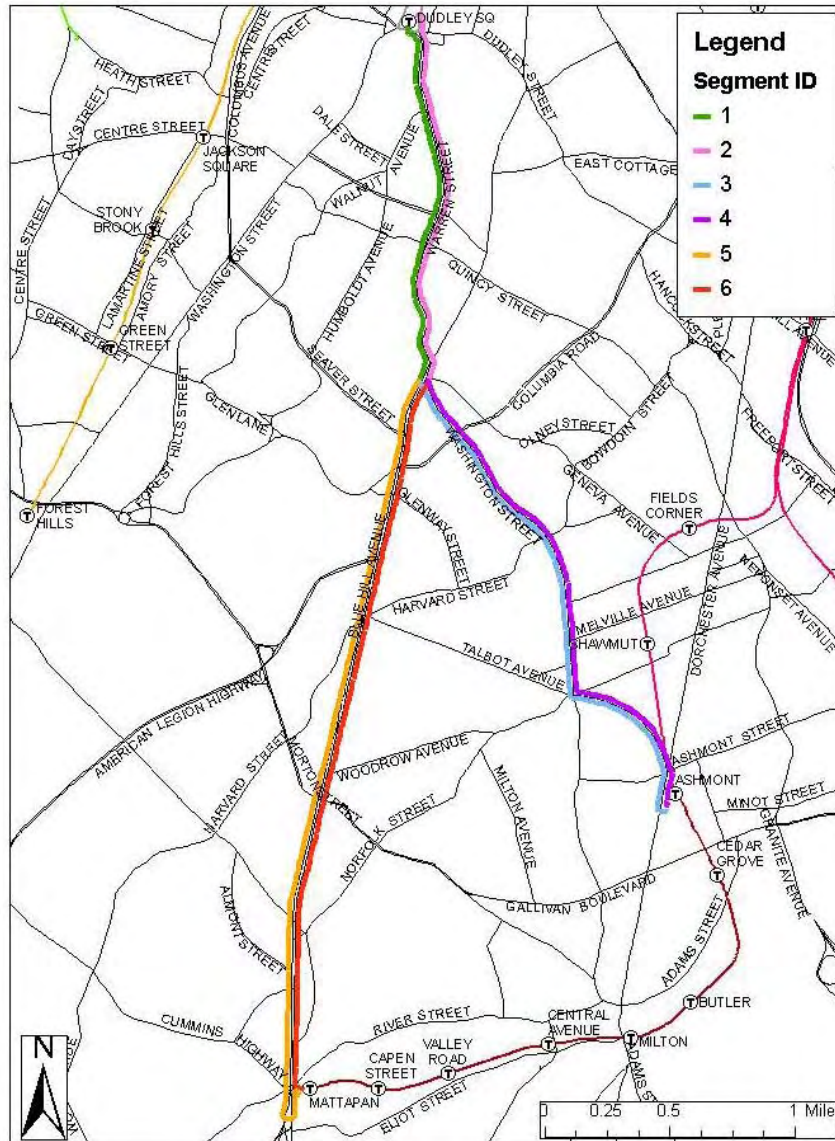 DUDLEY SQ
Legend
Segment ID
1
2
3
4
5
6
HEATH STREET
COLUMBUS AVENUE
CENTRE STREET
DAY STREET
CENTRE STREET
JACKSON
SQUARE
DUDLEY STREET
DALE STREET
WALNUT AVENUE
WARREN STREET
EAST COTTAGE
STONY
BROOK
LAMARTINE STREET
AMORY STREET
WASHINGTON STREET
HUMBOLDT AVENUE
QUINCY STREET
CENTRE STREET
GREEN STREET
GREEN
STREET
SEAVER STREET
COLUMBIA ROAD
GLEN LANE
FOREST HILLS STREET
OLNEY STREET
BOWDOIN STREET
FREEPORT STREET
WASHINGTON STREET
GENEVA AVENUE
FOREST
HILLS
GLENWAY STREET
FIELDS
CORNER
NEPONSET AVENUE
BLUE HILL AVENUE
HARVARD STREET
MELVILLE AVENUE
DORCHESTER AVENUE
SHAWMUT
TALBOT AVENUE
AMERICAN LEGION HIGHWAY
HARVARD STREET
MORTON STREET
WOODROW AVENUE
ASHMONT STREET
ASHMONT
NORFOLK STREET
MILTON AVENUE
MINOT STREET
GRANITE AVENUE
CEDAR
GROVE
GALLIVAN BOULEVARD
ALMONT STREET
ADAMS STREET
CUMMINS HIGHWAY
RIVER STREET
CENTRAL
AVENUE
BUTLER
VALLEY
ROAD
MILTON
CAPEN
STREET
MATTAPAN
ELIOT STREET
N
0 0.25 0.5 1 Mile